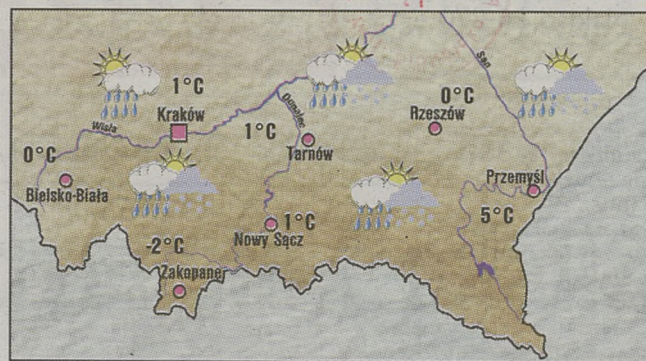 San
1°C
0°C
Kraków
Dunajec
Rzeszów
Wisła
1°C
Tarnów
0°C
Przemyśl
Bielsko-Biała
5°C
1°C
Nowy Sącz
-2°C
Zakopane